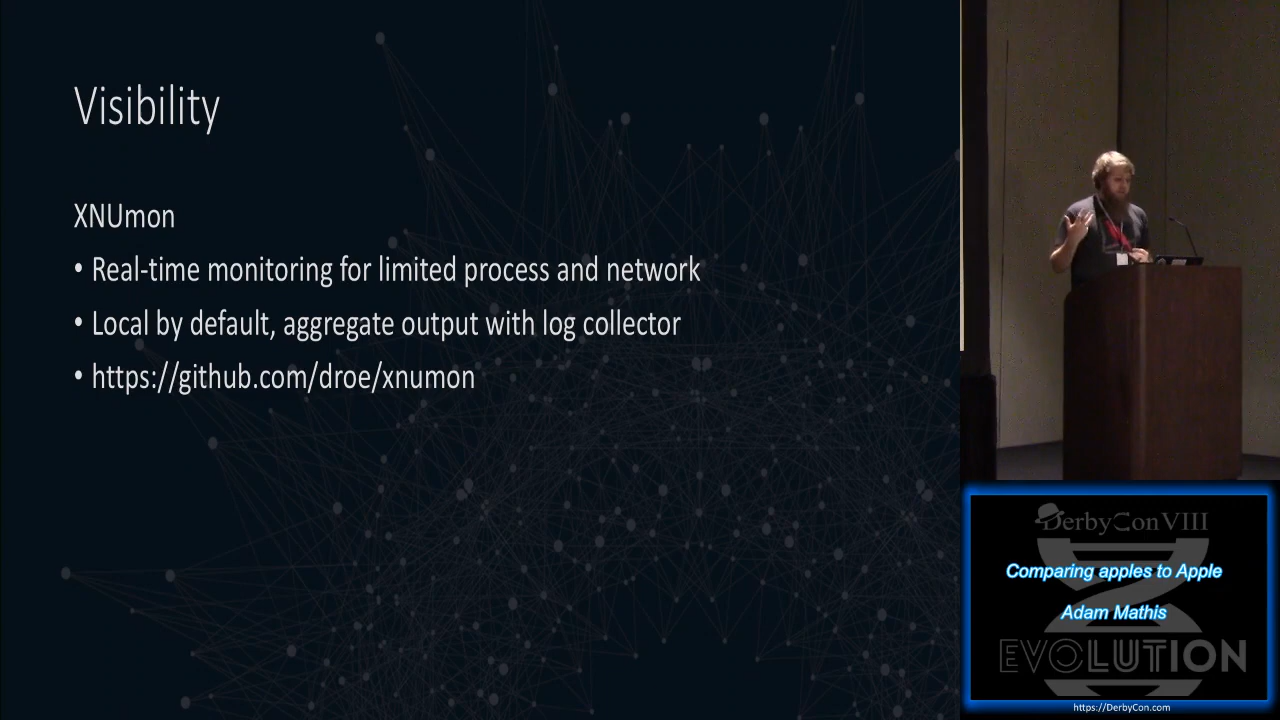 Visibility
XNUmon
• Real-time monitoring for limited process and network
• Local by default, aggregate output with log collector
• https://github.com/droe/xnumon
DerbyCon VIII
Comparing apples to Apple
Adam Mathis
EVOLUTION
https://DerbyCon.com